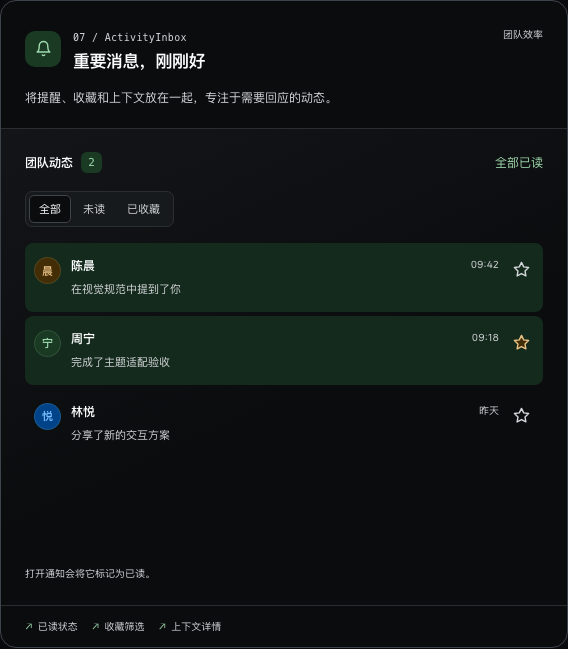 07 / ActivityInbox
团队效率
重要消息，刚刚好
将提醒、收藏和上下文放在一起，专注于需要回应的动态。
团队动态 2
全部已读
全部 未读 已收藏
晨 陈晨 09:42
在视觉规范中提到了你
宁 周宁 09:18
完成了主题适配验收
悦 林悦 昨天
分享了新的交互方案
打开通知会将它标记为已读。
↗ 已读状态 ↗ 收藏筛选 ↗ 上下文详情